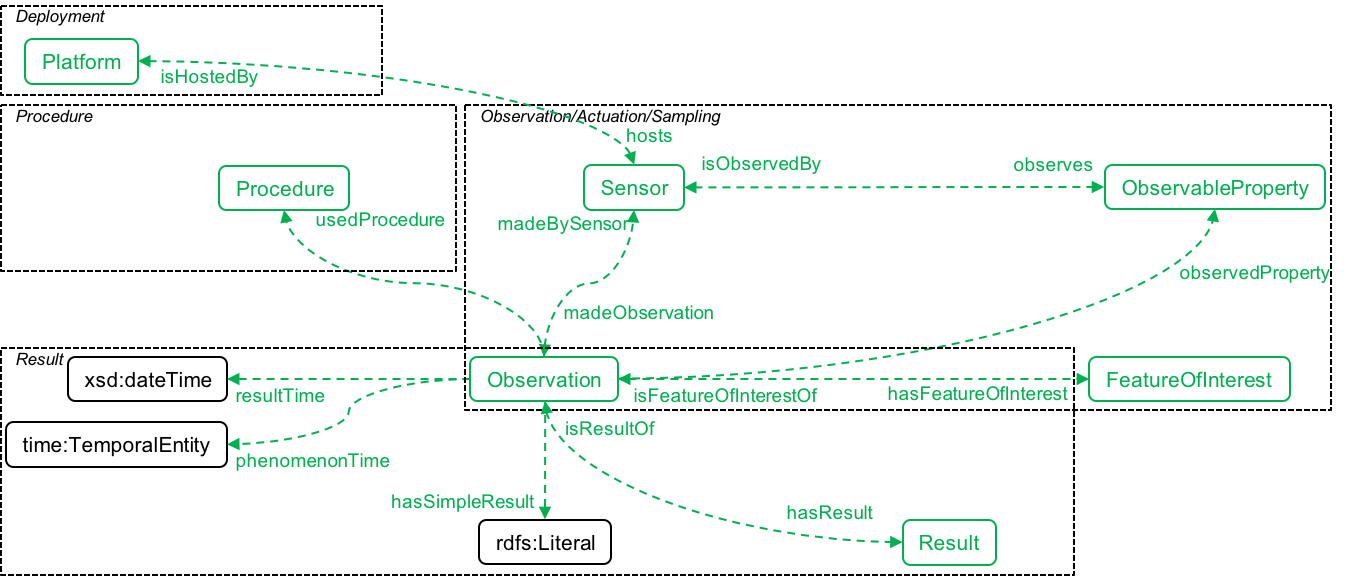 Deployment
Platform
isHostedBy
Procedure
Observation/Actuation/Sampling
hosts
isObservedBy
observes
Procedure
Sensor
ObservableProperty
usedProcedure
madeBySensor
observedProperty
madeObservation
Result
xsd:dateTime
Observation
FeatureOfInterest
resultTime
isFeatureOfInterestOf
hasFeatureOfInterest
isResultOf
time:TemporalEntity
phenomenonTime
hasSimpleResult
hasResult
rdfs:Literal
Result